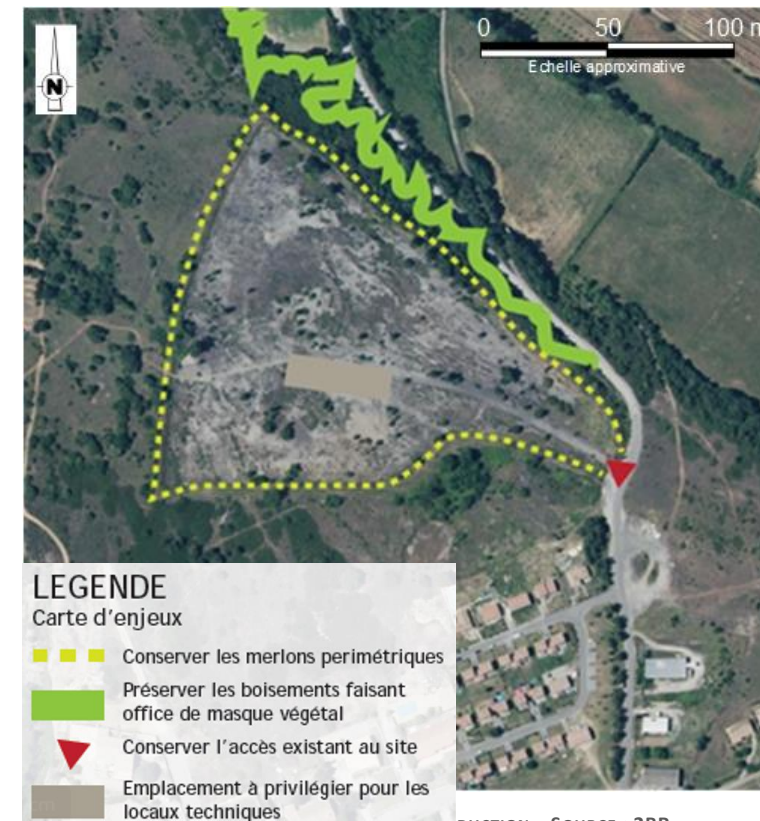 0 50 100 m
Echelle approximative
N
LEGENDE
Carte d'enjeux
Conserver les merlons perimétriques
Préserver les boisements faisant
office de masque végétal
Conserver l'accès existant au site
Emplacement à privilégier pour les
locaux techniques